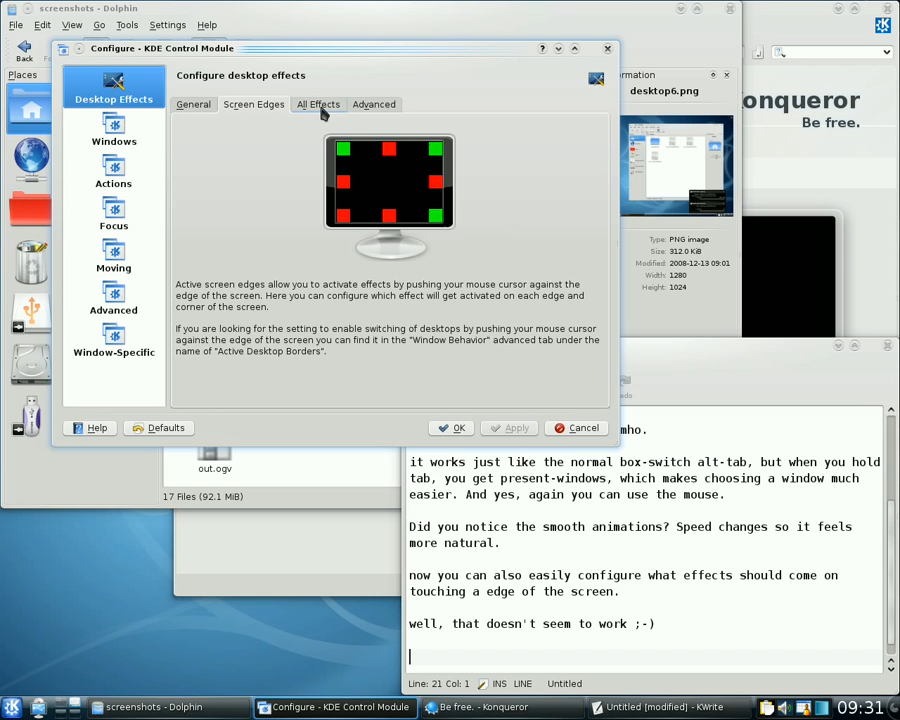 screenshots - Dolphin
File Edit View Go Tools Settings Help
Back
Places
Configure - KDE Control Module
?
Desktop Effects
Windows
Actions
Focus
Moving
Advanced
Window-Specific
Configure desktop effects
General Screen Edges All Effects Advanced
Active screen edges allow you to activate effects by pushing your mouse cursor against the
edge of the screen. Here you can configure which effect will get activated on each edge and
corner of the screen.
If you are looking for the setting to enable switching of desktops by pushing your mouse cursor
against the edge of the screen you can find it in the "Window Behavior" advanced tab under the
name of "Active Desktop Borders".
Help Defaults OK Apply Cancel
ormation
desktop6.png
Type: PNG image
Size: 312.0 KiB
Modified: 2008-12-13 09:01
Width: 1280
Height: 1024
onqueror
Be free.
out.ogv
17 Files (92.1 MiB)
mho.
it works just like the normal box-switch alt-tab, but when you hold
tab, you get present-windows, which makes choosing a window much
easier. And yes, again you can use the mouse.
Did you notice the smooth animations? Speed changes so it feels
more natural.
now you can also easily configure what effects should come on
touching a edge of the screen.
well, that doesn't seem to work ;-)
Line: 21 Col: 1 INS LINE Untitled
screenshots - Dolphin Configure - KDE Control Module Be free. - Konqueror Untitled [modified] - KWrite 09:31